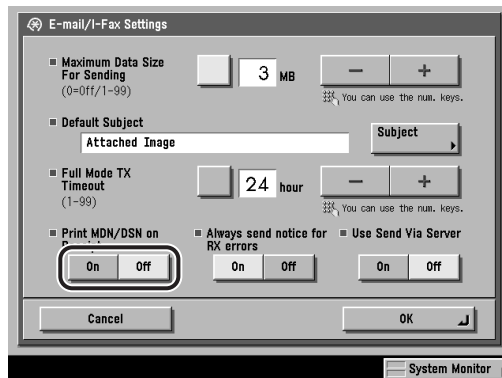 E-mail/I-Fax Settings
Maximum Data Size
For Sending
(0=Off/1-99)
3 MB
－ ＋
You can use the num. keys.
Default Subject
Attached Image
Subject
Full Mode TX
Timeout
(1-99)
24 hour
－ ＋
You can use the num. keys.
Print MDN/DSN on
On Off
Always send notice for
RX errors
On Off
Use Send Via Server
On Off
Cancel
OK
System Monitor